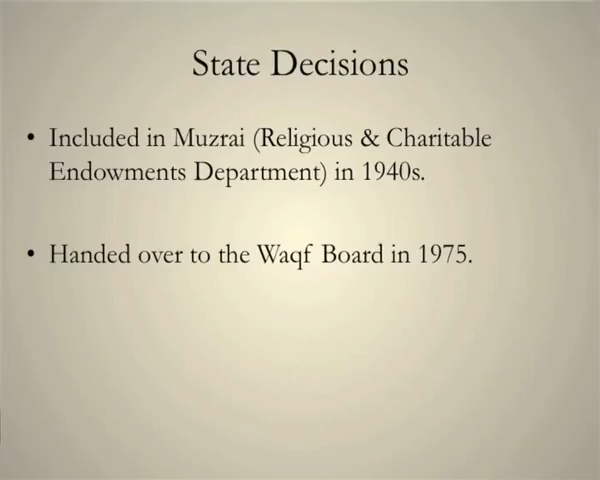 State Decisions
• Included in Muzrai (Religious & Charitable
Endowments Department) in 1940s.
• Handed over to the Waqf Board in 1975.